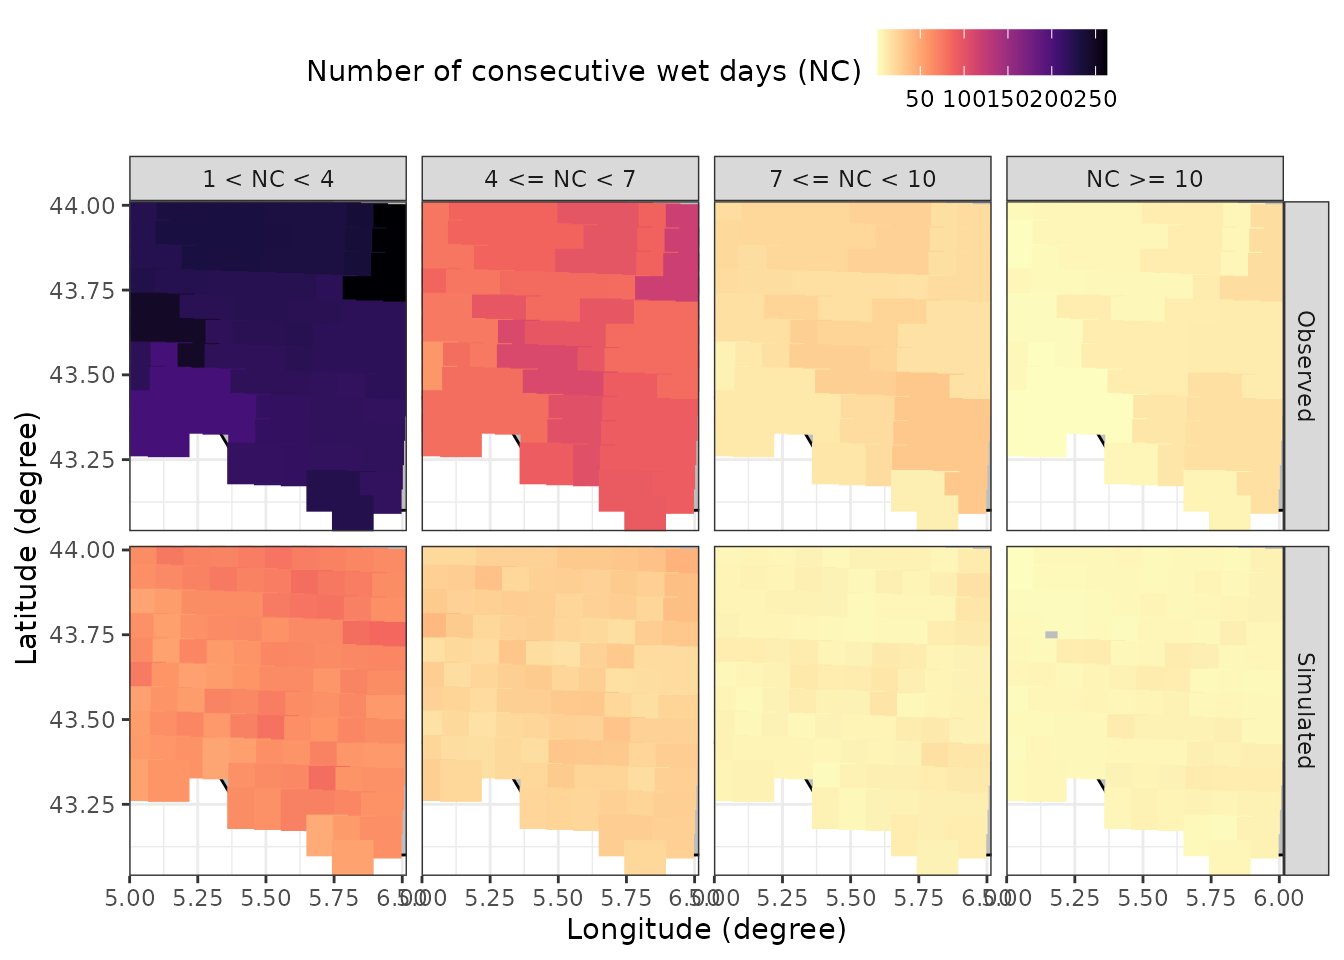 Number of consecutive wet days (NC)
50 100 150 200 250
1 < NC < 4
4 <= NC < 7
7 <= NC < 10
NC >= 10
44.00
43.75
43.50
43.25
Observed
44.00
43.75
43.50
43.25
Simulated
Latitude (degree)
5.00 5.25 5.50 5.75 6.00 5.00 5.25 5.50 5.75 6.00 5.00 5.25 5.50 5.75 6.00 5.00 5.25 5.50 5.75 6.00
Longitude (degree)